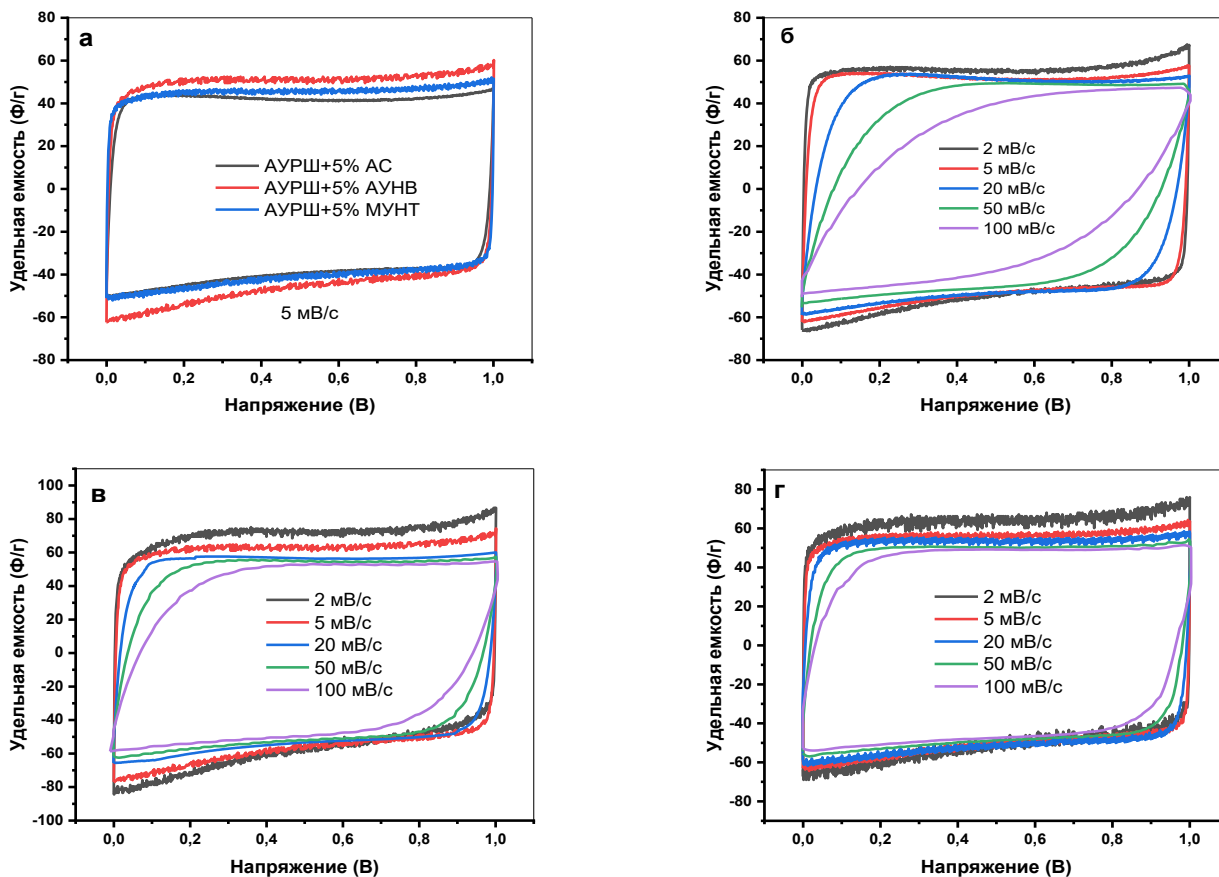 а
Удельная емкость (Ф/г)
80
60
40
20
0
-20
-40
-60
-80
АУРШ+5% АС
АУРШ+5% АУНВ
АУРШ+5% МУНТ
5 мВ/с
0,0 0,2 0,4 0,6 0,8 1,0
Напряжение (В)
б
Удельная емкость (Ф/г)
80
60
40
20
0
-20
-40
-60
-80
2 мВ/с
5 мВ/с
20 мВ/с
50 мВ/с
100 мВ/с
0,0 0,2 0,4 0,6 0,8 1,0
Напряжение (В)
в
Удельная емкость (Ф/г)
100
80
60
40
20
0
-20
-40
-60
-80
-100
2 мВ/с
5 мВ/с
20 мВ/с
50 мВ/с
100 мВ/с
0,0 0,2 0,4 0,6 0,8 1,0
Напряжение (В)
г
Удельная емкость (Ф/г)
80
60
40
20
0
-20
-40
-60
-80
2 мВ/с
5 мВ/с
20 мВ/с
50 мВ/с
100 мВ/с
0,0 0,2 0,4 0,6 0,8 1,0
Напряжение (В)